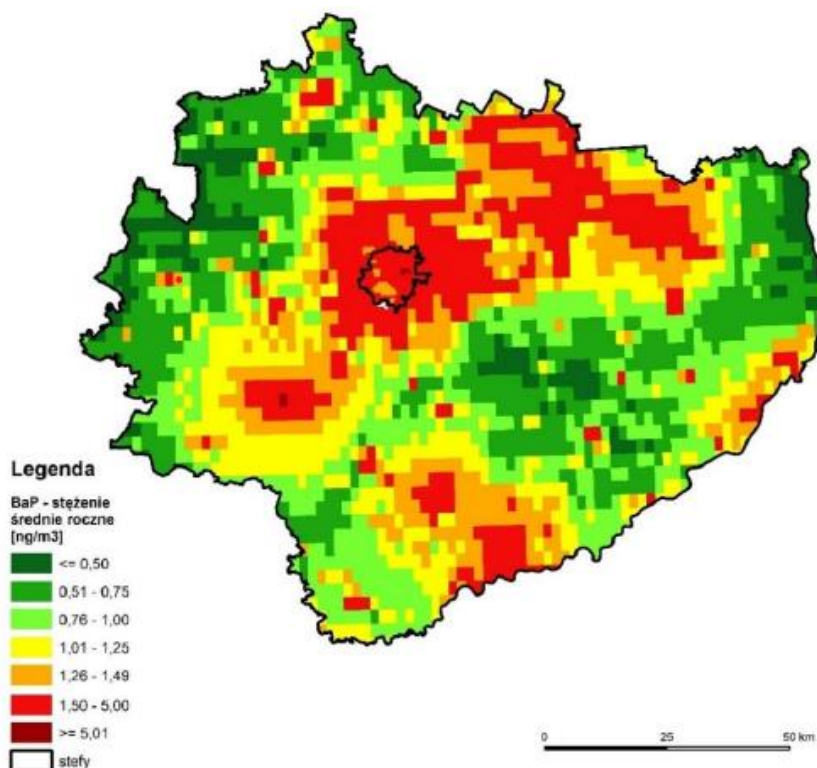 Legenda
BaP - stężenie
średnie roczne
[ng/m3]
<= 0,50
0,51 - 0,75
0,76 - 1,00
1,01 - 1,25
1,26 - 1,49
1,50 - 5,00
>= 5,01
stefy
0 25 50 km